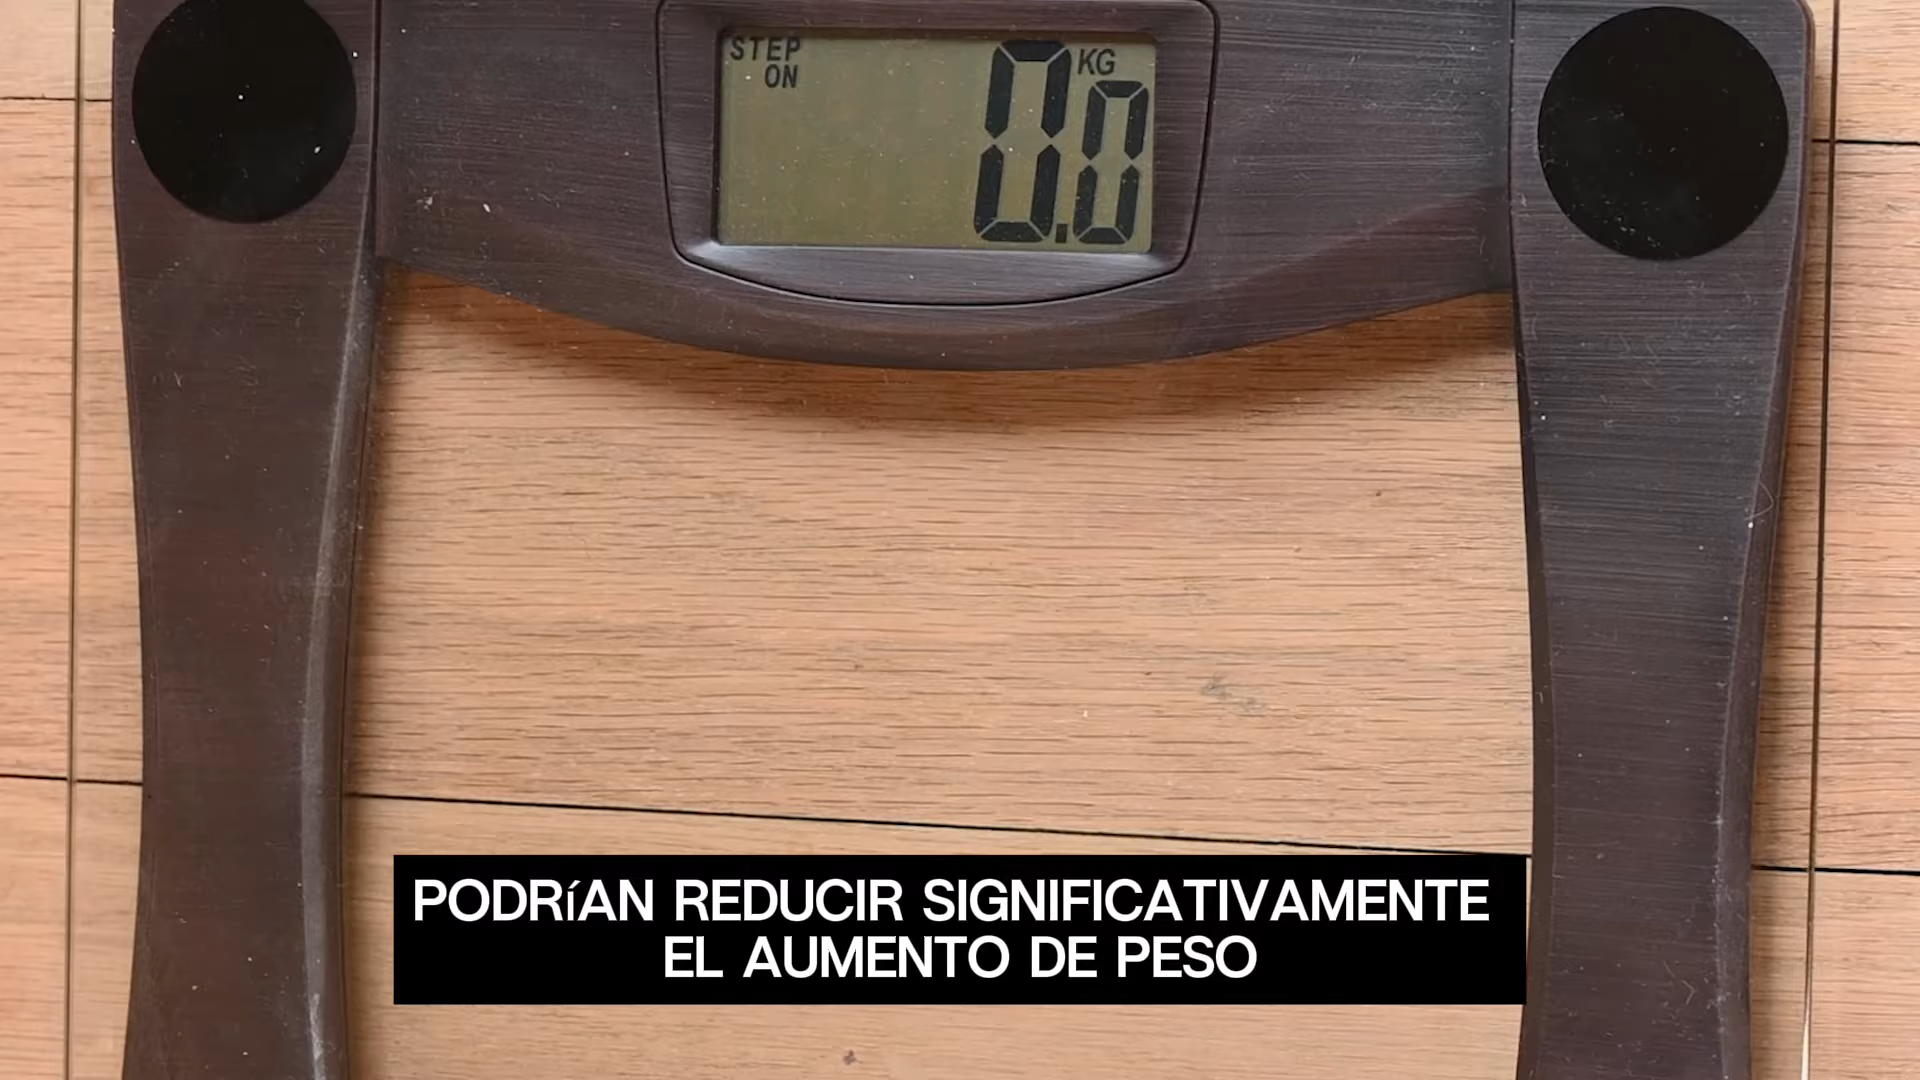 STEP
ON
0.0
KG
PODRíAN REDUCIR SIGNIFICATIVAMENTE
EL AUMENTO DE PESO